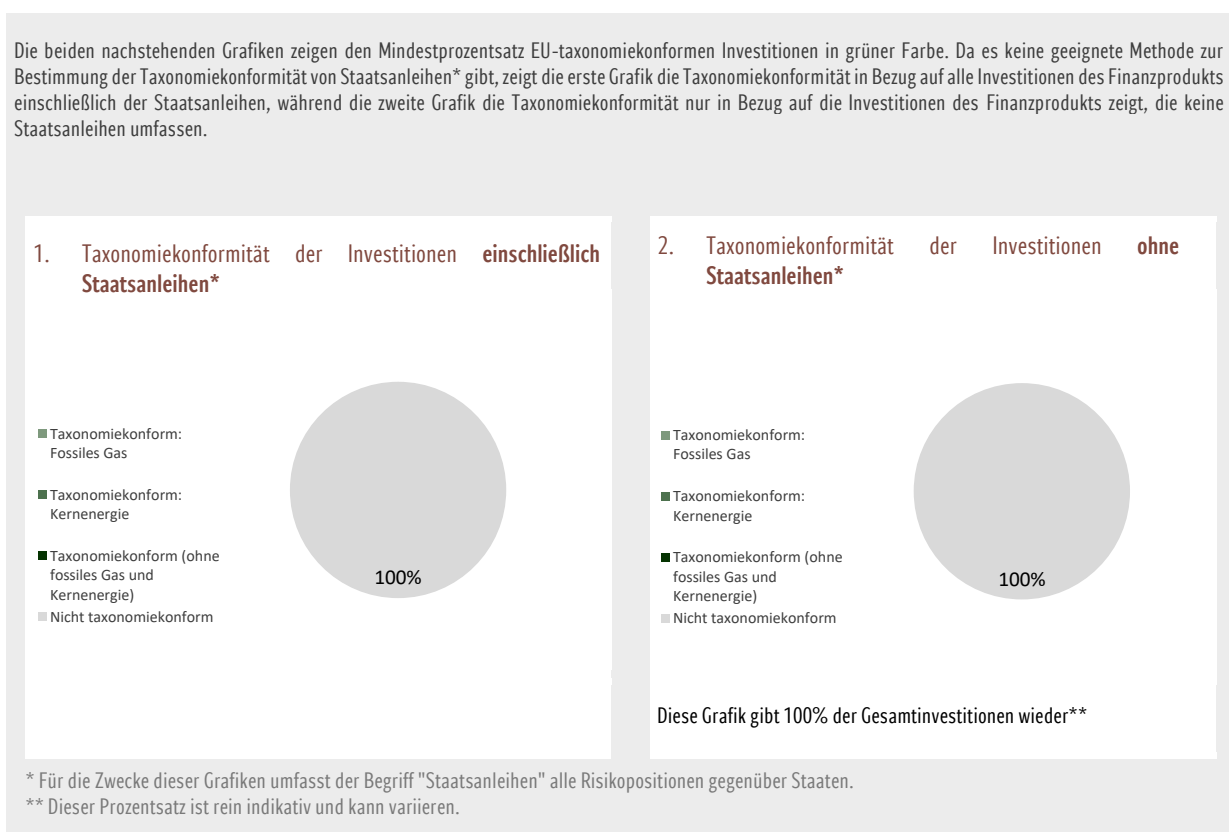 Die beiden nachstehenden Grafiken zeigen den Mindestprozentsatz EU-taxonomiekonformen Investitionen in grüner Farbe. Da es keine geeignete Methode zur
Bestimmung der Taxonomiekonformität von Staatsanleihen* gibt, zeigt die erste Grafik die Taxonomiekonformität in Bezug auf alle Investitionen des Finanzprodukts
einschließlich der Staatsanleihen, während die zweite Grafik die Taxonomiekonformität nur in Bezug auf die Investitionen des Finanzprodukts zeigt, die keine
Staatsanleihen umfassen.
1. Taxonomiekonformität der Investitionen einschließlich
Staatsanleihen*
Taxonomiekonform:
Fossiles Gas
Taxonomiekonform:
Kernenergie
Taxonomiekonform (ohne
fossiles Gas und
Kernenergie)
Nicht taxonomiekonform
100%
2. Taxonomiekonformität der Investitionen ohne
Staatsanleihen*
Taxonomiekonform:
Fossiles Gas
Taxonomiekonform:
Kernenergie
Taxonomiekonform (ohne
fossiles Gas und
Kernenergie)
Nicht taxonomiekonform
100%
Diese Grafik gibt 100% der Gesamtinvestitionen wieder**
* Für die Zwecke dieser Grafiken umfasst der Begriff "Staatsanleihen" alle Risikopositionen gegenüber Staaten.
** Dieser Prozentsatz ist rein indikativ und kann variieren.